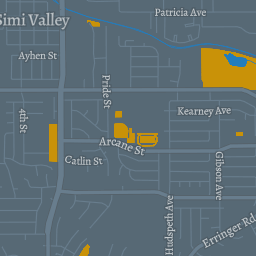 Patricia Ave
Simi Valley
Ayhen St
Pride St
Kearney Ave
4th St
Arcane St
Catlin St
Gibson Ave
Hudspeth Ave
Erringer Rd